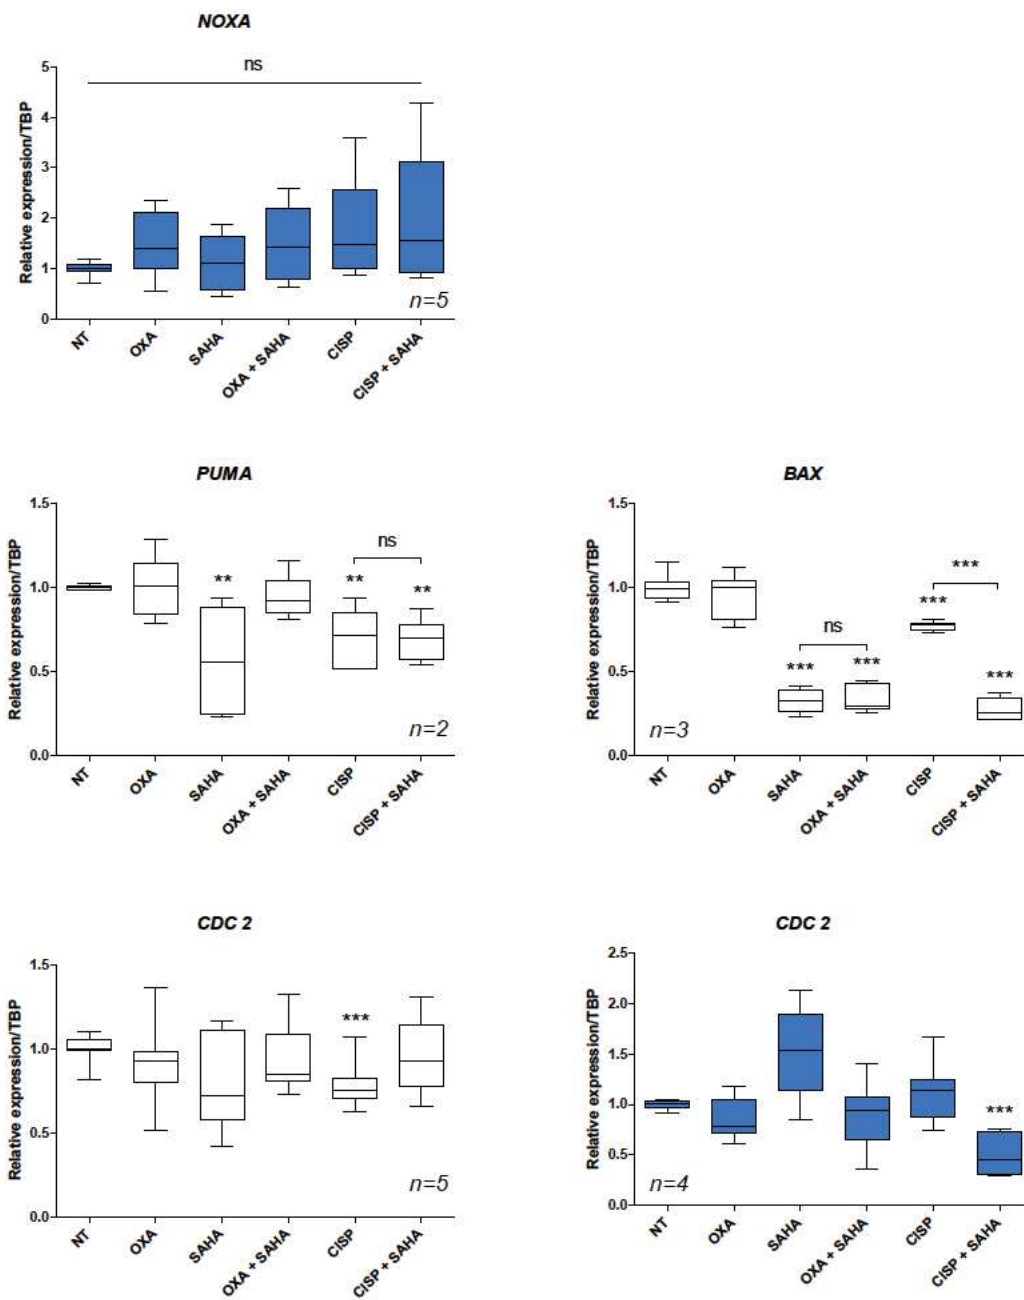 NOXA
Relative expression/TBP
5
4
3
2
1
0
ns
n=5
NT
OXA
SAHA
OXA + SAHA
CISP
CISP + SAHA
PUMA
Relative expression/TBP
1.5
1.0
0.5
0.0
**
**
ns
**
n=2
NT
OXA
SAHA
OXA + SAHA
CISP
CISP + SAHA
BAX
Relative expression/TBP
1.5
1.0
0.5
0.0
***
ns
***
***
***
***
n=3
NT
OXA
SAHA
OXA + SAHA
CISP
CISP + SAHA
CDC 2
Relative expression/TBP
1.5
1.0
0.5
0.0
***
n=5
NT
OXA
SAHA
OXA + SAHA
CISP
CISP + SAHA
CDC 2
Relative expression/TBP
2.5
2.0
1.5
1.0
0.5
0.0
***
n=4
NT
OXA
SAHA
OXA + SAHA
CISP
CISP + SAHA